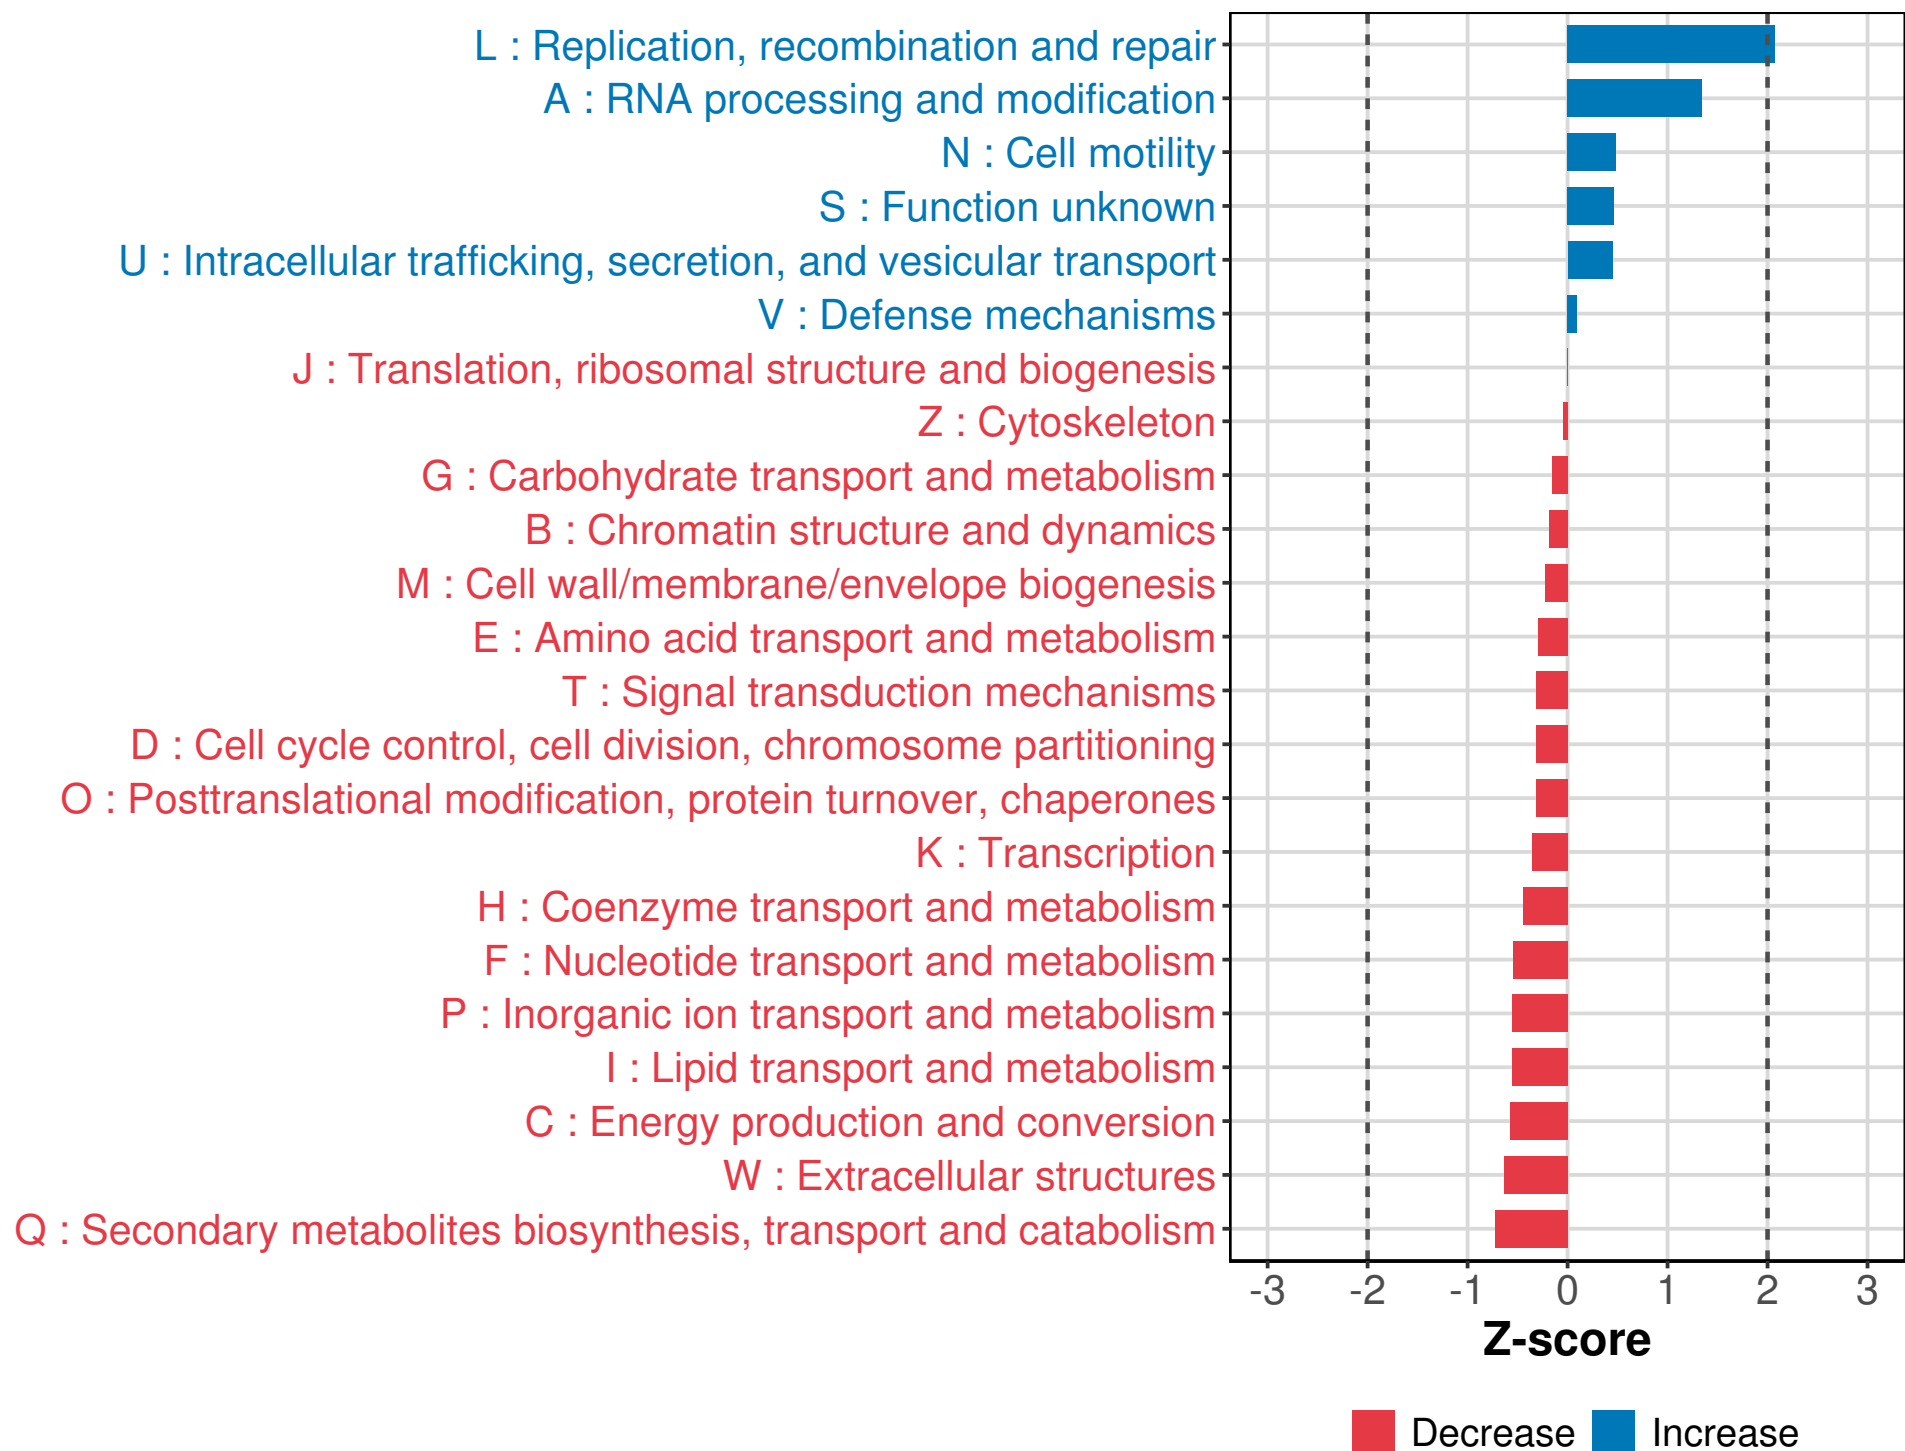 L : Replication, recombination and repair
A : RNA processing and modification
N : Cell motility
S : Function unknown
U : Intracellular trafficking, secretion, and vesicular transport
V : Defense mechanisms
J : Translation, ribosomal structure and biogenesis
Z : Cytoskeleton
G : Carbohydrate transport and metabolism
B : Chromatin structure and dynamics
M : Cell wall/membrane/envelope biogenesis
E : Amino acid transport and metabolism
T : Signal transduction mechanisms
D : Cell cycle control, cell division, chromosome partitioning
O : Posttranslational modification, protein turnover, chaperones
K : Transcription
H : Coenzyme transport and metabolism
F : Nucleotide transport and metabolism
P : Inorganic ion transport and metabolism
I : Lipid transport and metabolism
C : Energy production and conversion
W : Extracellular structures
Q : Secondary metabolites biosynthesis, transport and catabolism
-3 -2 -1 0 1 2 3
Z-score
Decrease Increase